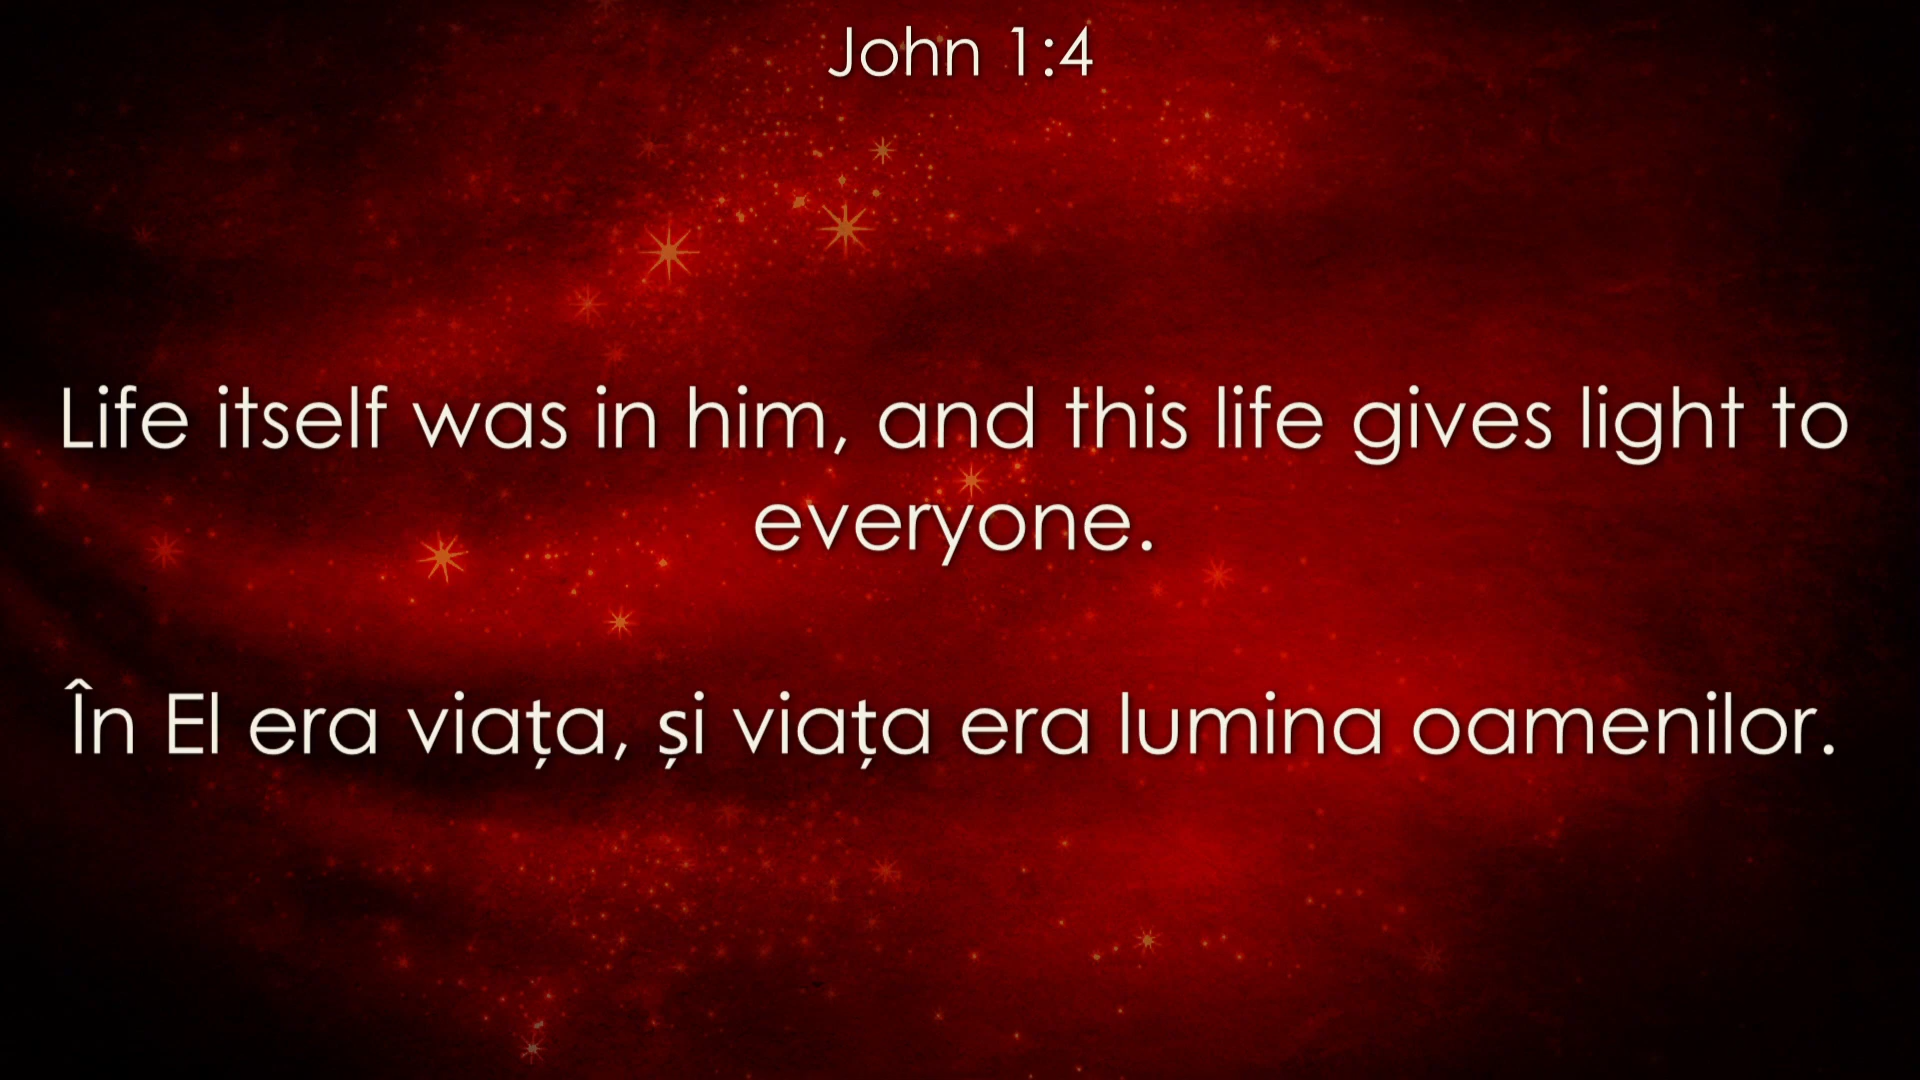 John 1:4
Life itself was in him, and this life gives light to
everyone.
În El era viața, și viața era lumina oamenilor.